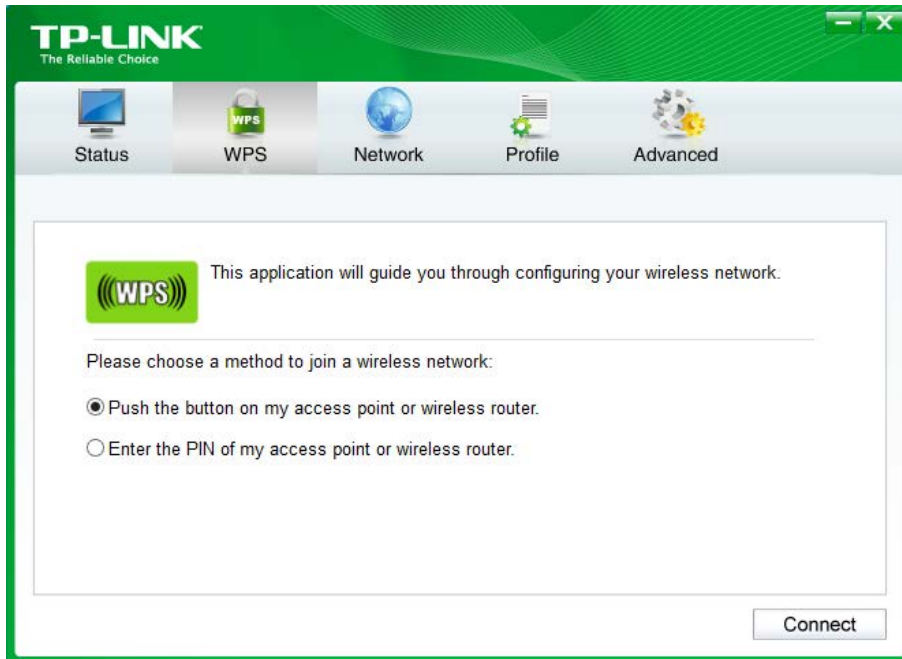 TP-LINK
The Reliable Choice
Status WPS Network Profile Advanced
WPS
(((WPS)))
This application will guide you through configuring your wireless network.
Please choose a method to join a wireless network:
Push the button on my access point or wireless router.
Enter the PIN of my access point or wireless router.
Connect